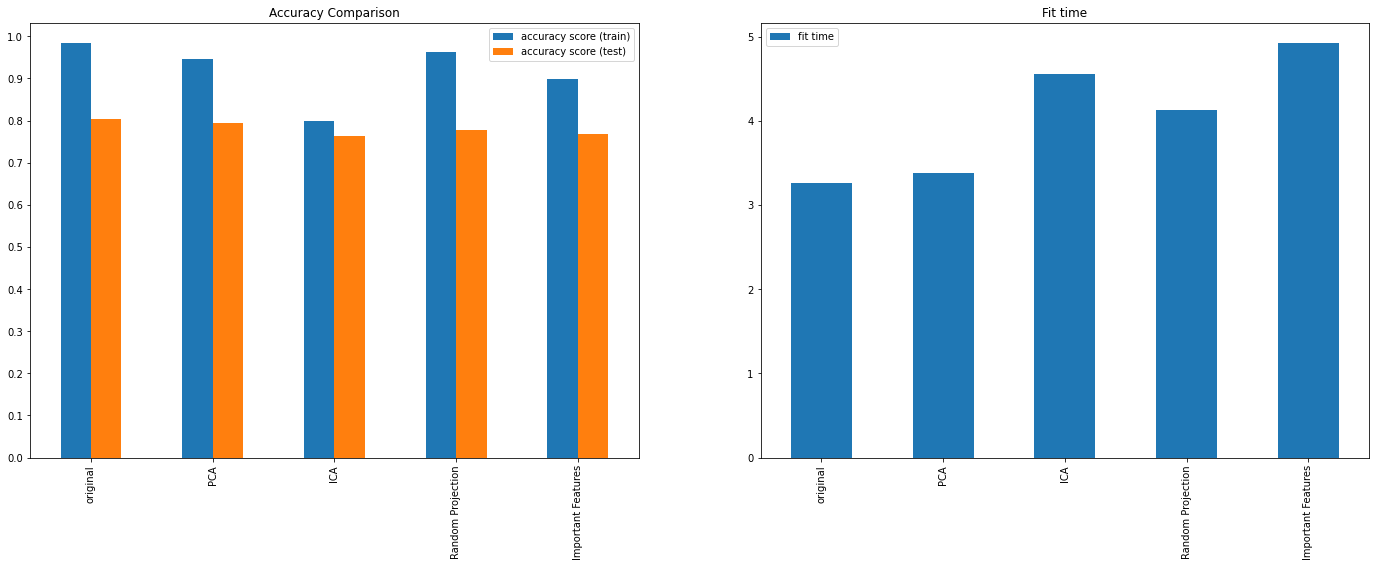 Accuracy Comparison
accuracy score (train)
accuracy score (test)
1.0
0.9
0.8
0.7
0.6
0.5
0.4
0.3
0.2
0.1
0.0
original
PCA
ICA
Random Projection
Important Features
Fit time
fit time
5
4
3
2
1
0
original
PCA
ICA
Random Projection
Important Features